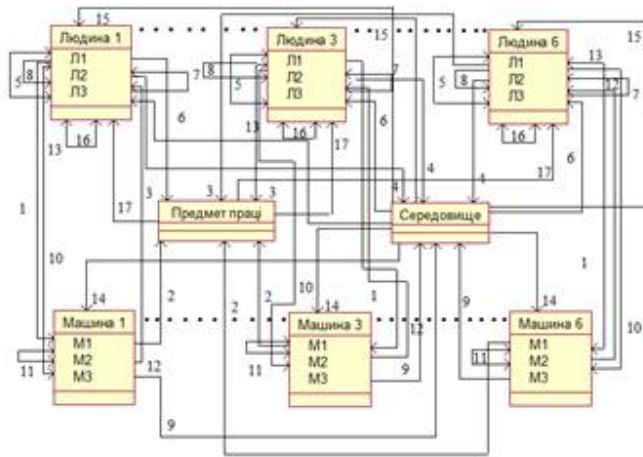 15
Людина 1
Л1
Л2
Л3
5
8
7
6
13
16
Людина 3
Л1
Л2
Л3
15
5
8
7
6
13
16
17
Людина 6
Л1
Л2
Л3
15
5
8
13
12
7
6
16
17
4
4
4
3
3
3
1
17
Предмет праці
Середовище
10
14
2
2
2
10
14
1
12
9
14
1
10
Машина 1
М1
М2
М3
11
12
9
Машина 3
М1
М2
М3
11
9
Машина 6
М1
М2
М3
11